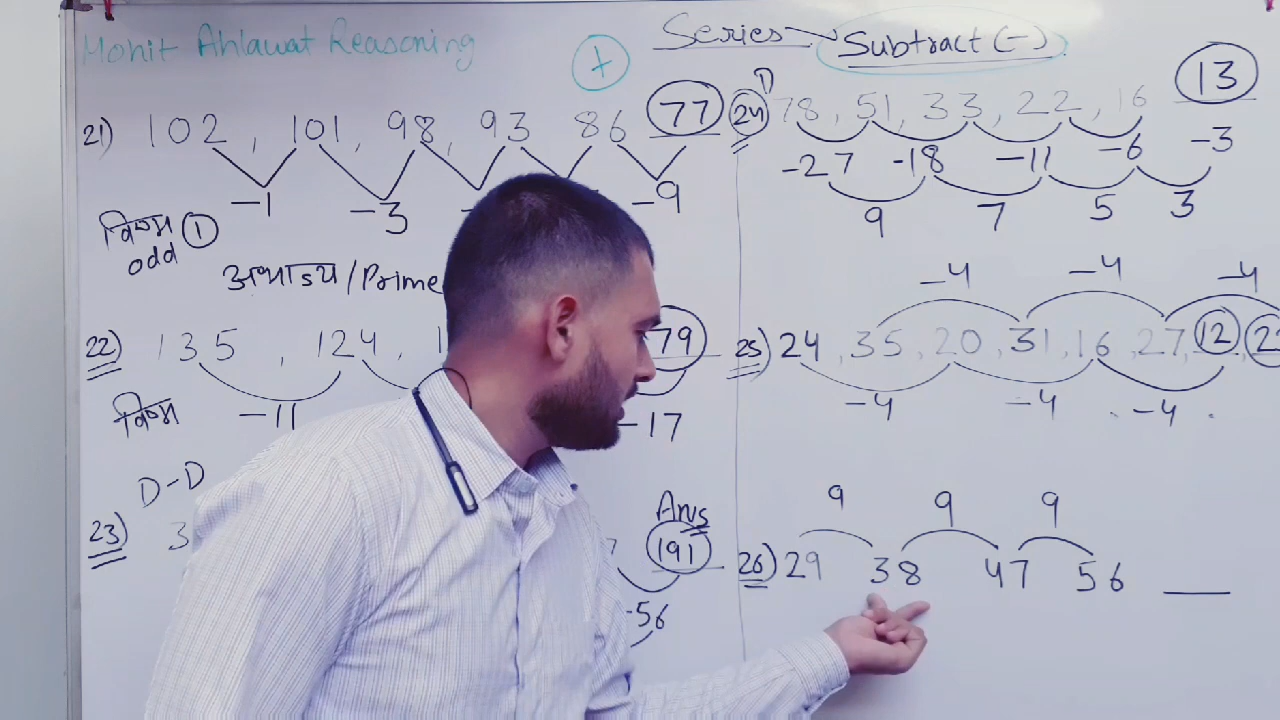 Mohit Ahlawat Reasoning
+
Series Subtract (-)
21) 102, 101, 98, 93, 86 77
-1 -3 -9
विषम ①
odd
अभाज्य/Prime
22) 135, 124, 79
-11 -17
विषम
D-D
23) 3
Ans
191
-56
24) 78, 51, 33, 22, 16 13
-27 -18 -11 -6 -3
9 7 5 3
-4 -4 -4
25) 24, 35, 20, 31, 16, 27, 12, 2
-4 -4 -4
9 9 9
26) 29 38 47 56 ___